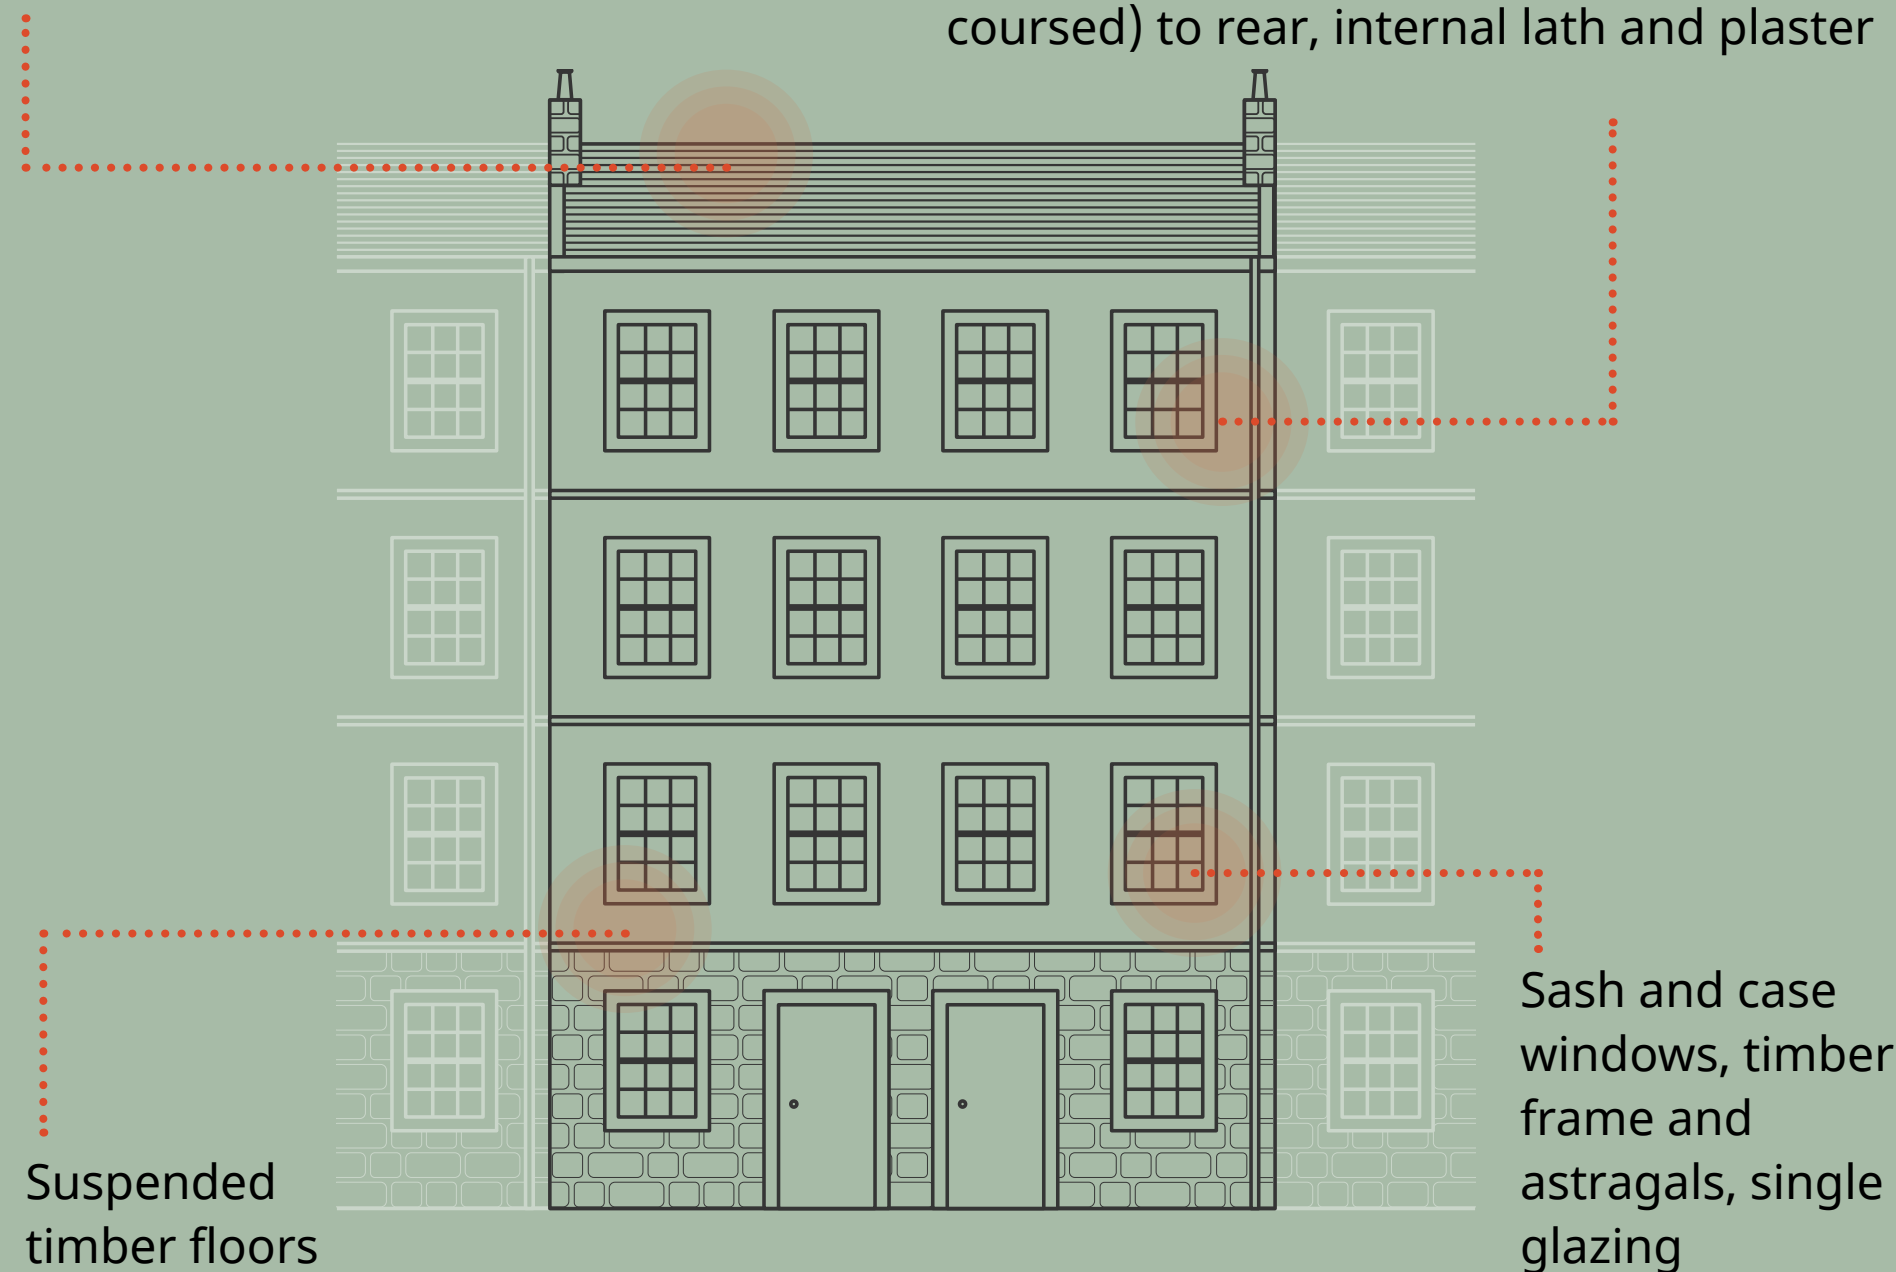 coursed) to rear, internal lath and plaster
Sash and case
windows, timber
frame and
astragals, single
glazing
Suspended
timber floors